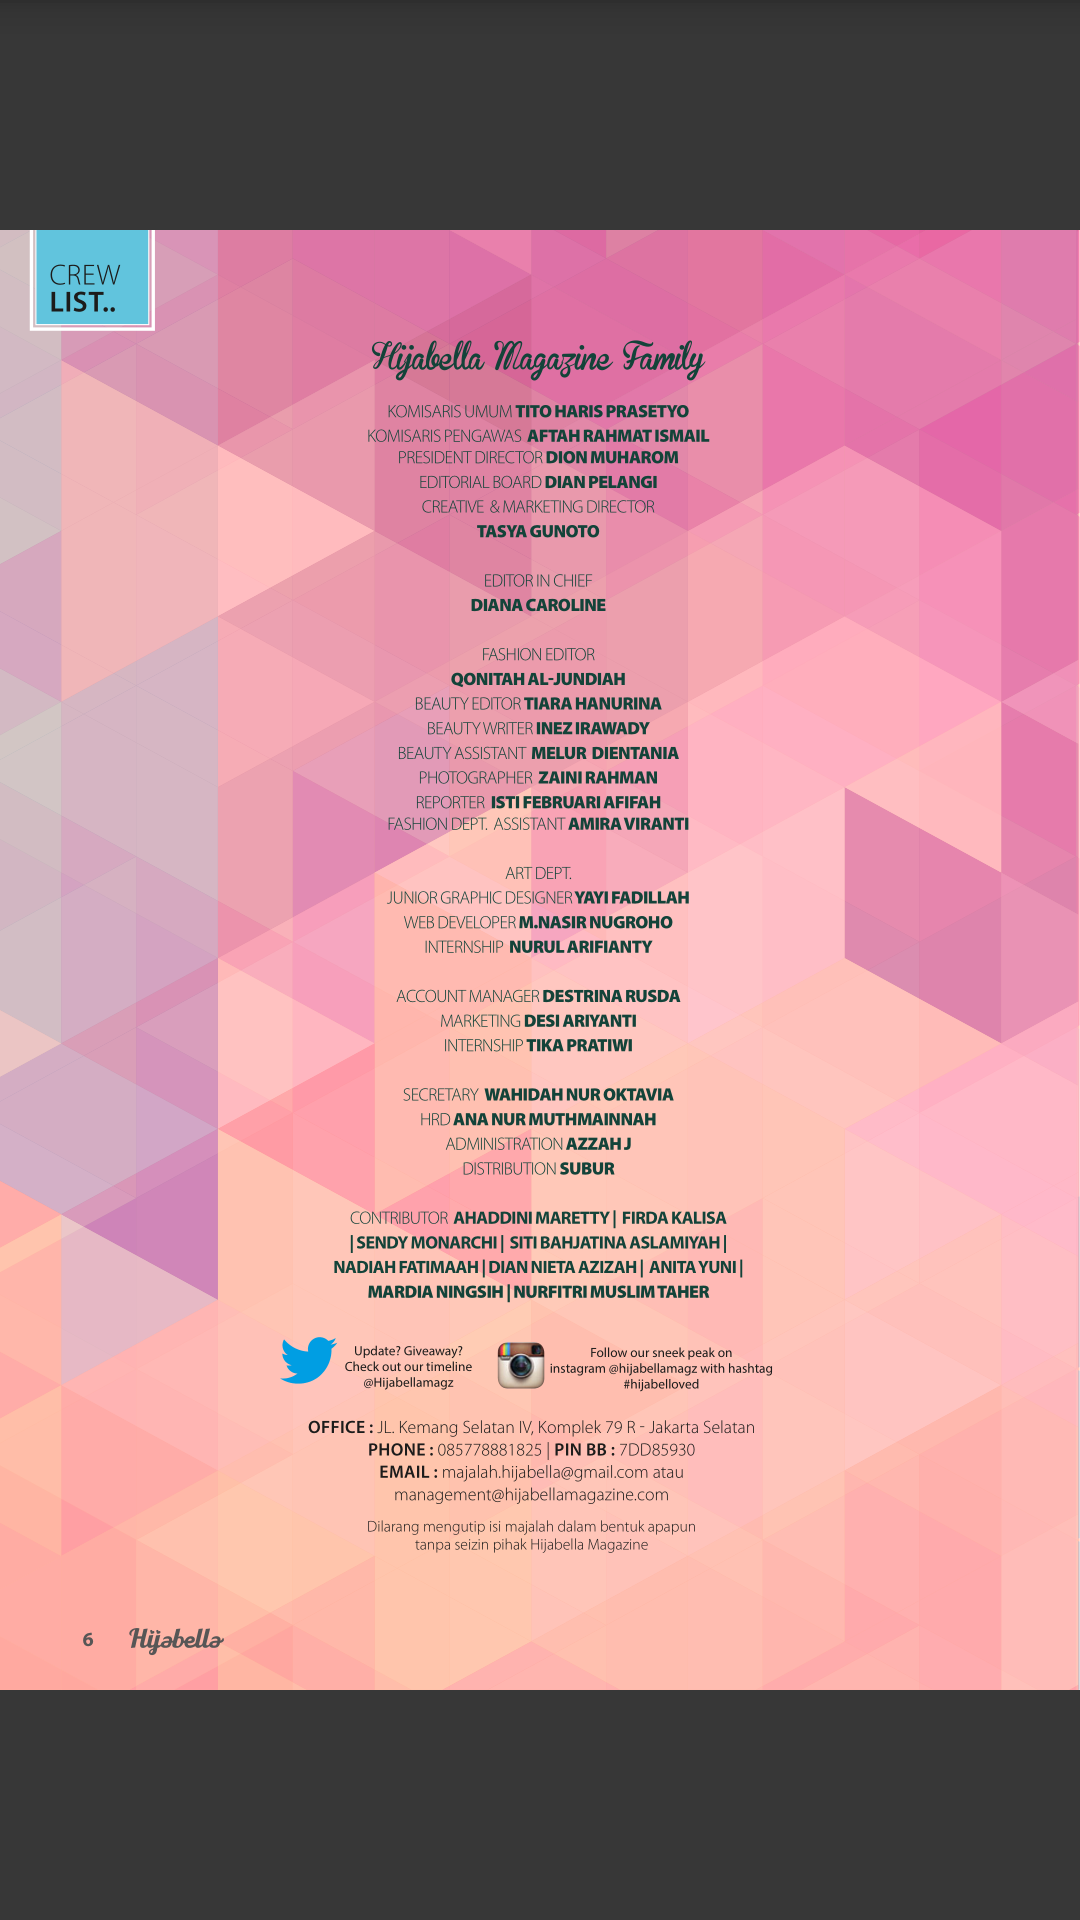 CREW
LIST..
Hijabella Magazine Family
KOMISARIS UMUM TITO HARIS PRASETYO
KOMISARIS PENGAWAS AFTAH RAHMAT ISMAIL
PRESIDENT DIRECTOR DION MUHAROM
EDITORIAL BOARD DIAN PELANGI
CREATIVE & MARKETING DIRECTOR
TASYA GUNOTO
EDITOR IN CHIEF
DIANA CAROLINE
FASHION EDITOR
QONITAH AL-JUNDIAH
BEAUTY EDITOR TIARA HANURINA
BEAUTY WRITER INEZ IRAWADY
BEAUTY ASSISTANT MELUR DIENTANIA
PHOTOGRAPHER ZAINI RAHMAN
REPORTER ISTI FEBRUARI AFIFAH
FASHION DEPT. ASSISTANT AMIRA VIRANTI
ART DEPT.
JUNIOR GRAPHIC DESIGNER YAYI FADILLAH
WEB DEVELOPER M.NASIR NUGROHO
INTERNSHIP NURUL ARIFIANTY
ACCOUNT MANAGER DESTRINA RUSDA
MARKETING DESI ARIYANTI
INTERNSHIP TIKA PRATIWI
SECRETARY WAHIDAH NUR OKTAVIA
HRD ANA NUR MUTHMAINNAH
ADMINISTRATION AZZAH J
DISTRIBUTION SUBUR
CONTRIBUTOR AHADDINI MARETTY | FIRDA KALISA
| SENDY MONARCHI | SITI BAHJATINA ASLAMIYAH |
NADIAH FATIMAAH | DIAN NIETA AZIZAH | ANITA YUNI |
MARDIA NINGSIH | NURFITRI MUSLIM TAHER
Update? Giveaway?
Check out our timeline
@Hijabellamagz
Follow our sneek peak on
instagram @hijabellamagz with hashtag
#hijabelloved
OFFICE : JL. Kemang Selatan IV, Komplek 79 R - Jakarta Selatan
PHONE : 085778881825 | PIN BB : 7DD85930
EMAIL : majalah.hijabella@gmail.com atau
management@hijabellamagazine.com
Dilarang mengutip isi majalah dalam bentuk apapun
tanpa seizin pihak Hijabella Magazine
6 Hijabella